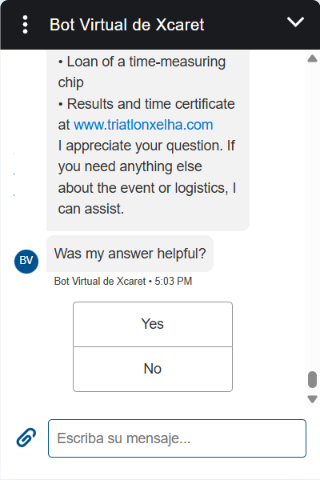 Bot Virtual de Xcaret
• Loan of a time-measuring
chip
• Results and time certificate
at www.triatlonxelha.com
I appreciate your question. If
you need anything else
about the event or logistics, I
can assist.
Was my answer helpful?
BV
Bot Virtual de Xcaret • 5:03 PM
Yes
No
Escriba su mensaje...